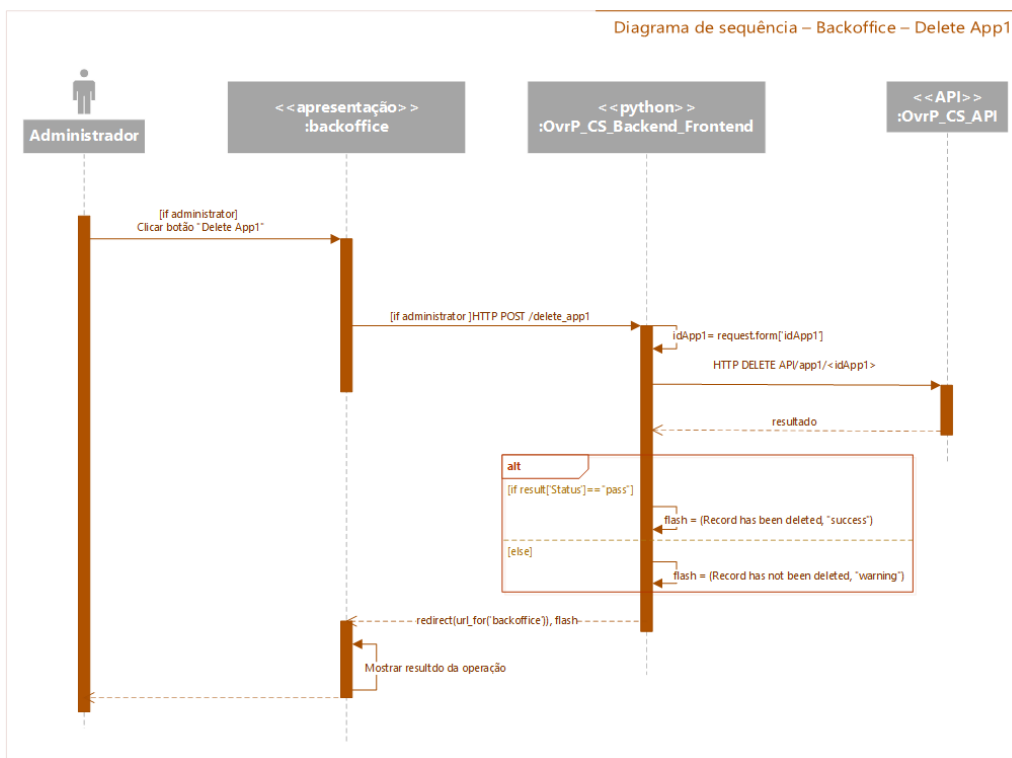 Diagrama de sequência – Backoffice – Delete App1
Administrador
<<apresentação>>
:backoffice
<<python>>
:OvrP_CS_Backend_Frontend
<<API>>
:OvrP_CS_API
[if administrator]
Clicar botão "Delete App1"
[if administrator ]HTTP POST /delete_app1
idApp1= request.form['idApp1']
HTTP DELETE API/app1/<idApp1>
resultado
alt
[if result['Status']=="pass"]
flash = (Record has been deleted, "success")
[else]
flash = (Record has not been deleted, "warning")
redirect(url_for('backoffice')), flash
Mostrar resultdo da operação